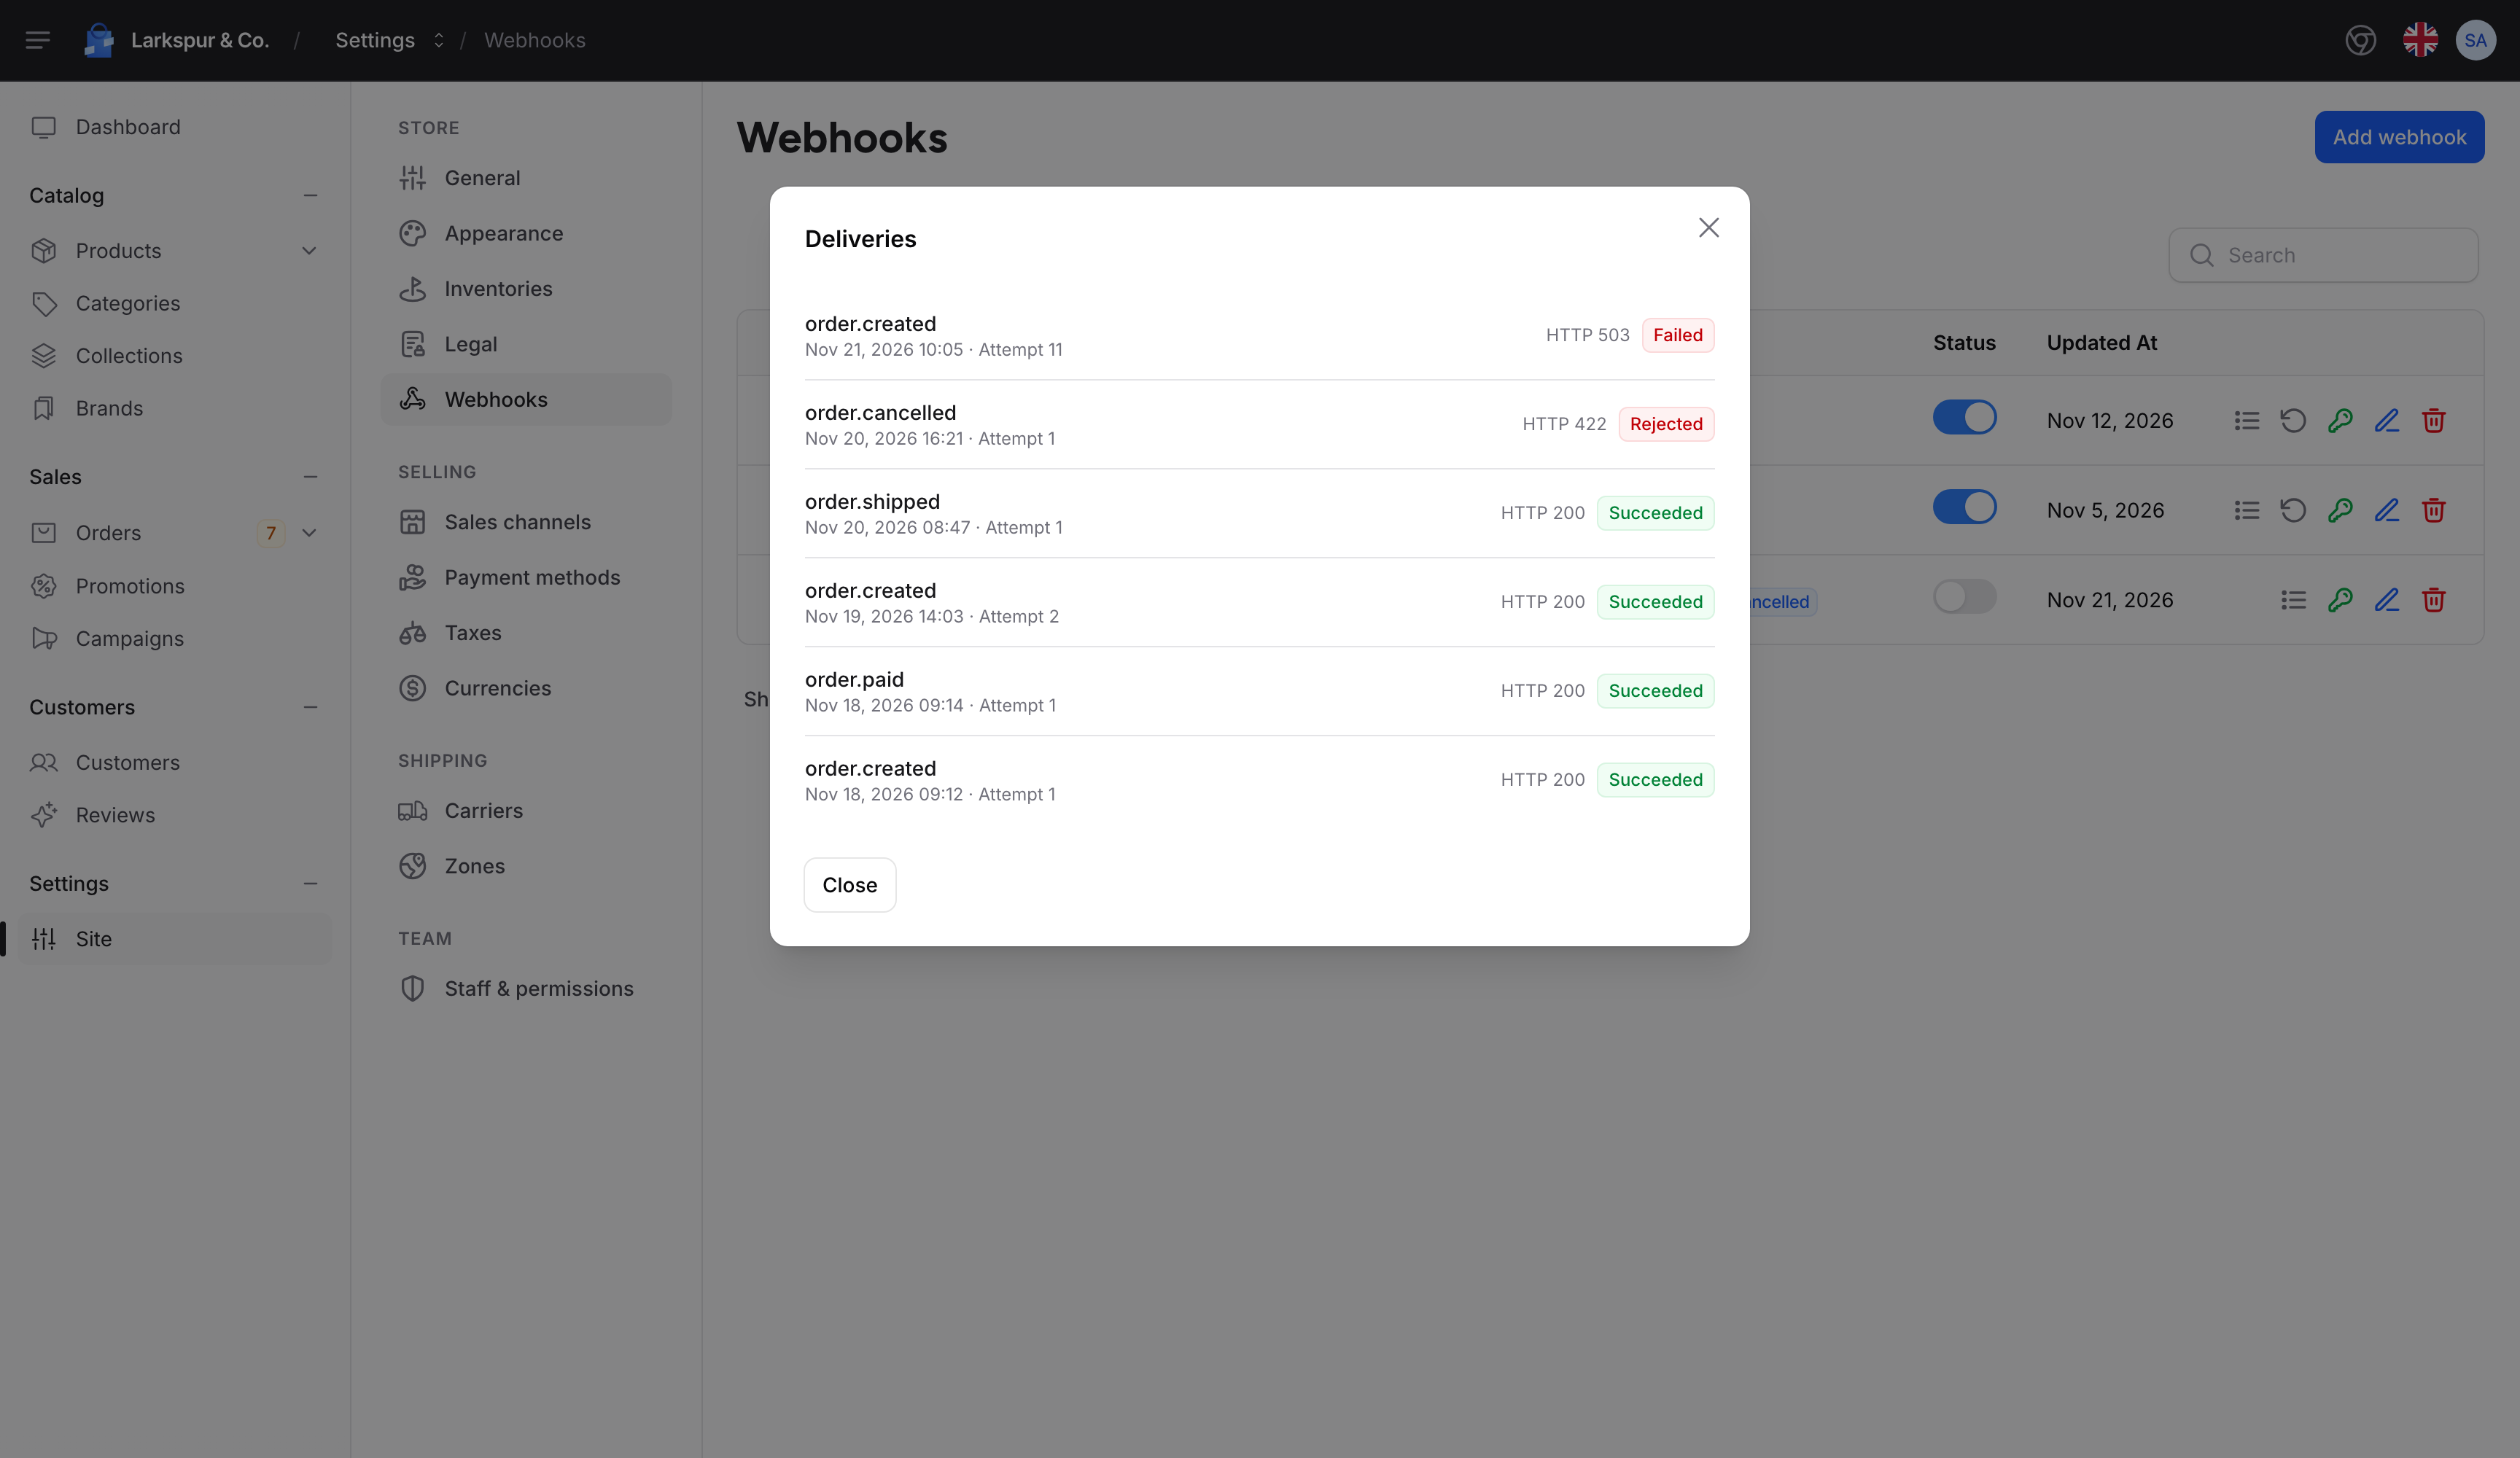 Larkspur & Co. / Settings / Webhooks
SA
Dashboard
Catalog
Products
Categories
Collections
Brands
Sales
Orders 7
Promotions
Campaigns
Customers
Customers
Reviews
Settings
Site
STORE
General
Appearance
Inventories
Legal
Webhooks
SELLING
Sales channels
Payment methods
Taxes
Currencies
SHIPPING
Carriers
Zones
TEAM
Staff & permissions
Webhooks
Add webhook
Search
Status Updated At
Nov 12, 2026
Nov 5, 2026
ncelled Nov 21, 2026
Sh
Deliveries
order.created
Nov 21, 2026 10:05 · Attempt 11
HTTP 503 Failed
order.cancelled
Nov 20, 2026 16:21 · Attempt 1
HTTP 422 Rejected
order.shipped
Nov 20, 2026 08:47 · Attempt 1
HTTP 200 Succeeded
order.created
Nov 19, 2026 14:03 · Attempt 2
HTTP 200 Succeeded
order.paid
Nov 18, 2026 09:14 · Attempt 1
HTTP 200 Succeeded
order.created
Nov 18, 2026 09:12 · Attempt 1
HTTP 200 Succeeded
Close